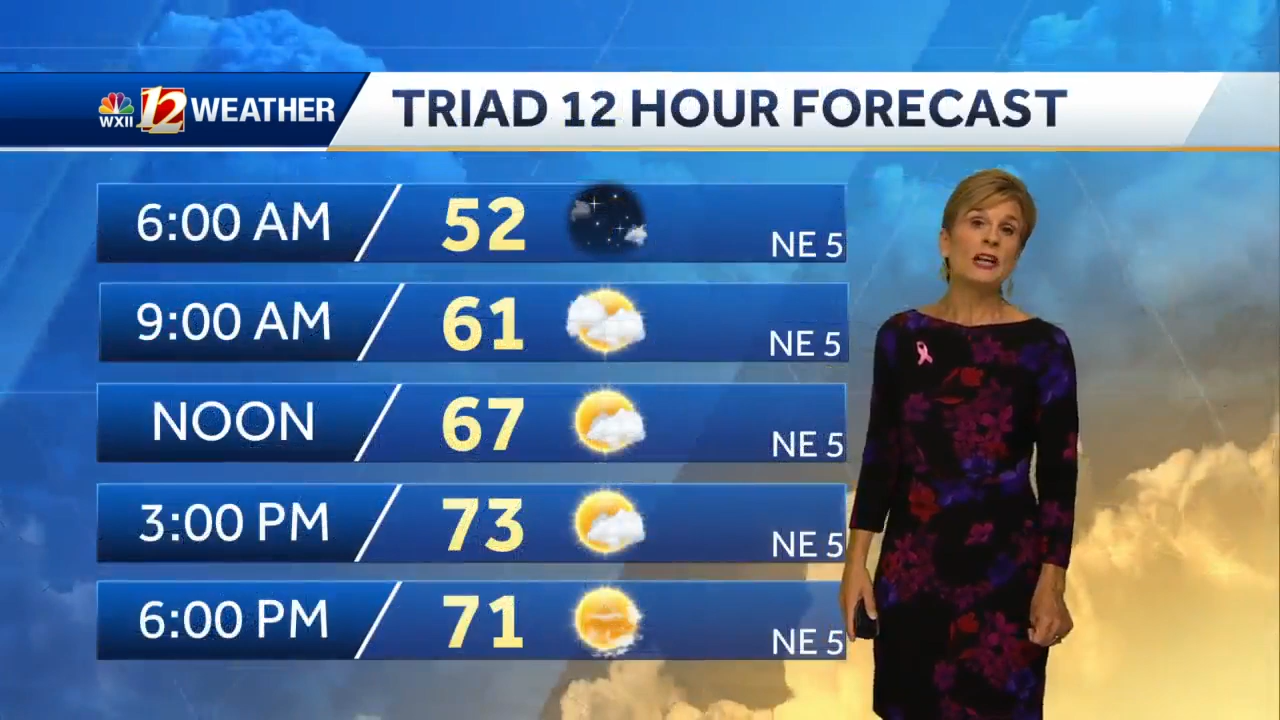 WXII 12 WEATHER
TRIAD 12 HOUR FORECAST
6:00 AM 52 NE 5
9:00 AM 61 NE 5
NOON 67 NE 5
3:00 PM 73 NE 5
6:00 PM 71 NE 5